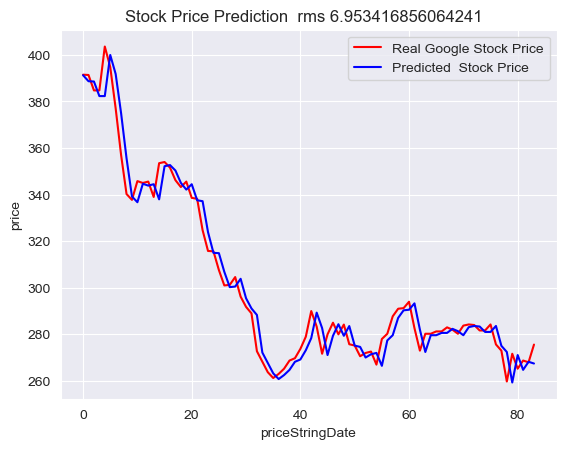 Stock Price Prediction  rms 6.953416856064241
Real Google Stock Price
Predicted  Stock Price
price
400
380
360
340
320
300
280
260
0
20
40
60
80
priceStringDate